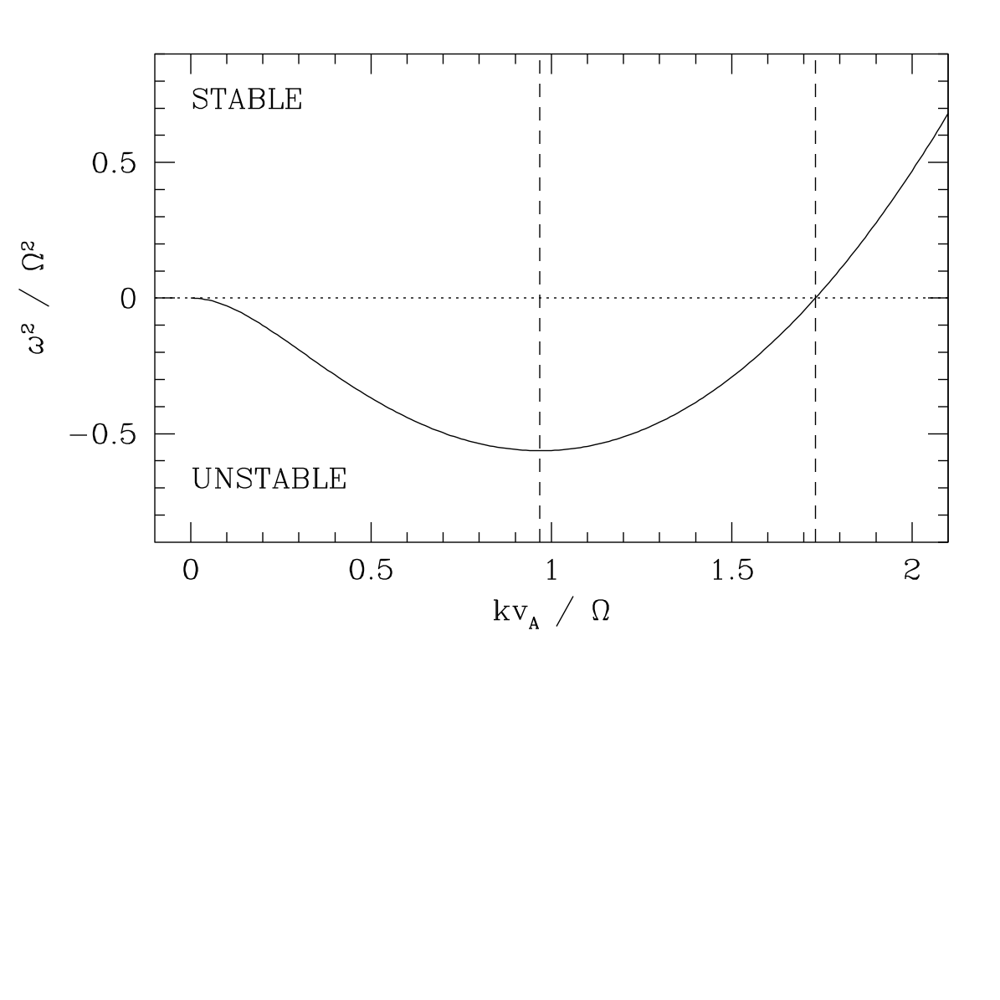 STABLE
0.5
0
−0.5
ω² / Ω²
UNSTABLE
0 0.5 1 1.5 2
kv_A / Ω